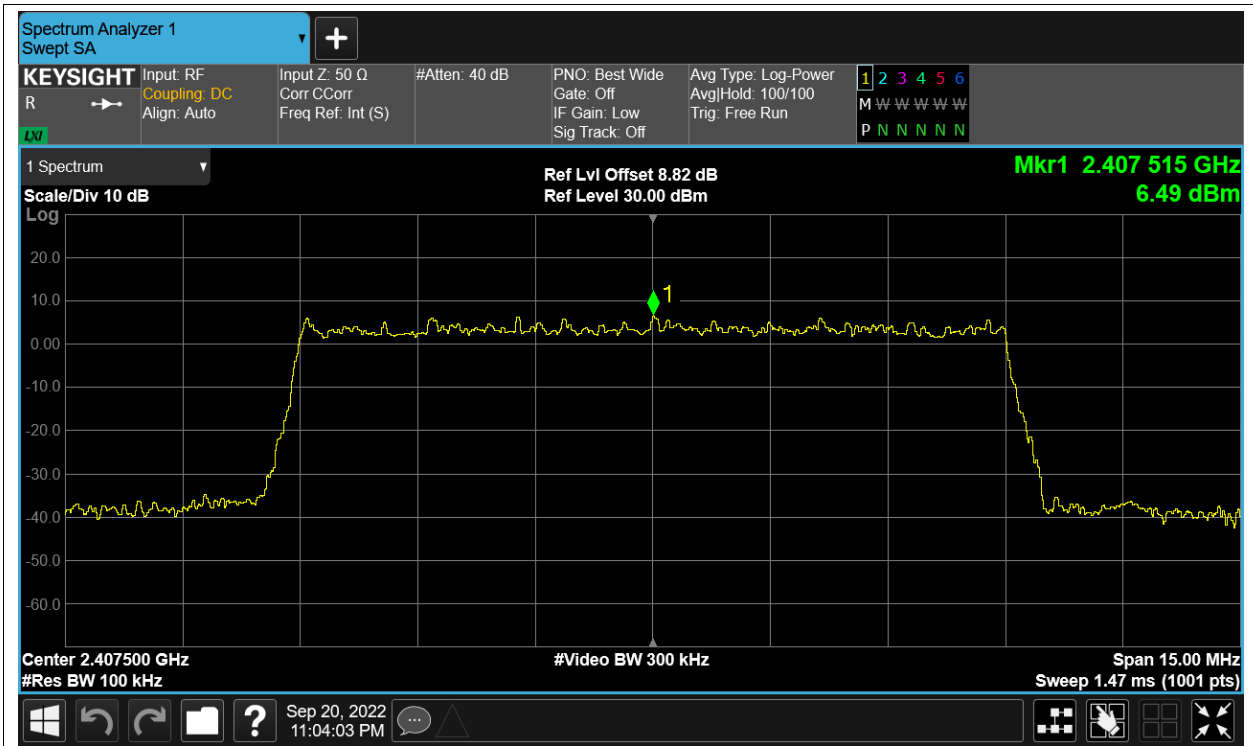 Spectrum Analyzer 1
Swept SA
KEYSIGHT
R
LXI
Input: RF
Coupling: DC
Align: Auto
Input Z: 50 Ω
Corr CCorr
Freq Ref: Int (S)
#Atten: 40 dB
PNO: Best Wide
Gate: Off
IF Gain: Low
Sig Track: Off
Avg Type: Log-Power
Avg|Hold: 100/100
Trig: Free Run
1 2 3 4 5 6
M W W W W W
P N N N N N
1 Spectrum
Scale/Div 10 dB
Log
Ref Lvl Offset 8.82 dB
Ref Level 30.00 dBm
Mkr1 2.407 515 GHz
6.49 dBm
20.0
10.0
1
0.00
-10.0
-20.0
-30.0
-40.0
-50.0
-60.0
Center 2.407500 GHz
#Video BW 300 kHz
Span 15.00 MHz
#Res BW 100 kHz
Sweep 1.47 ms (1001 pts)
?
Sep 20, 2022
11:04:03 PM